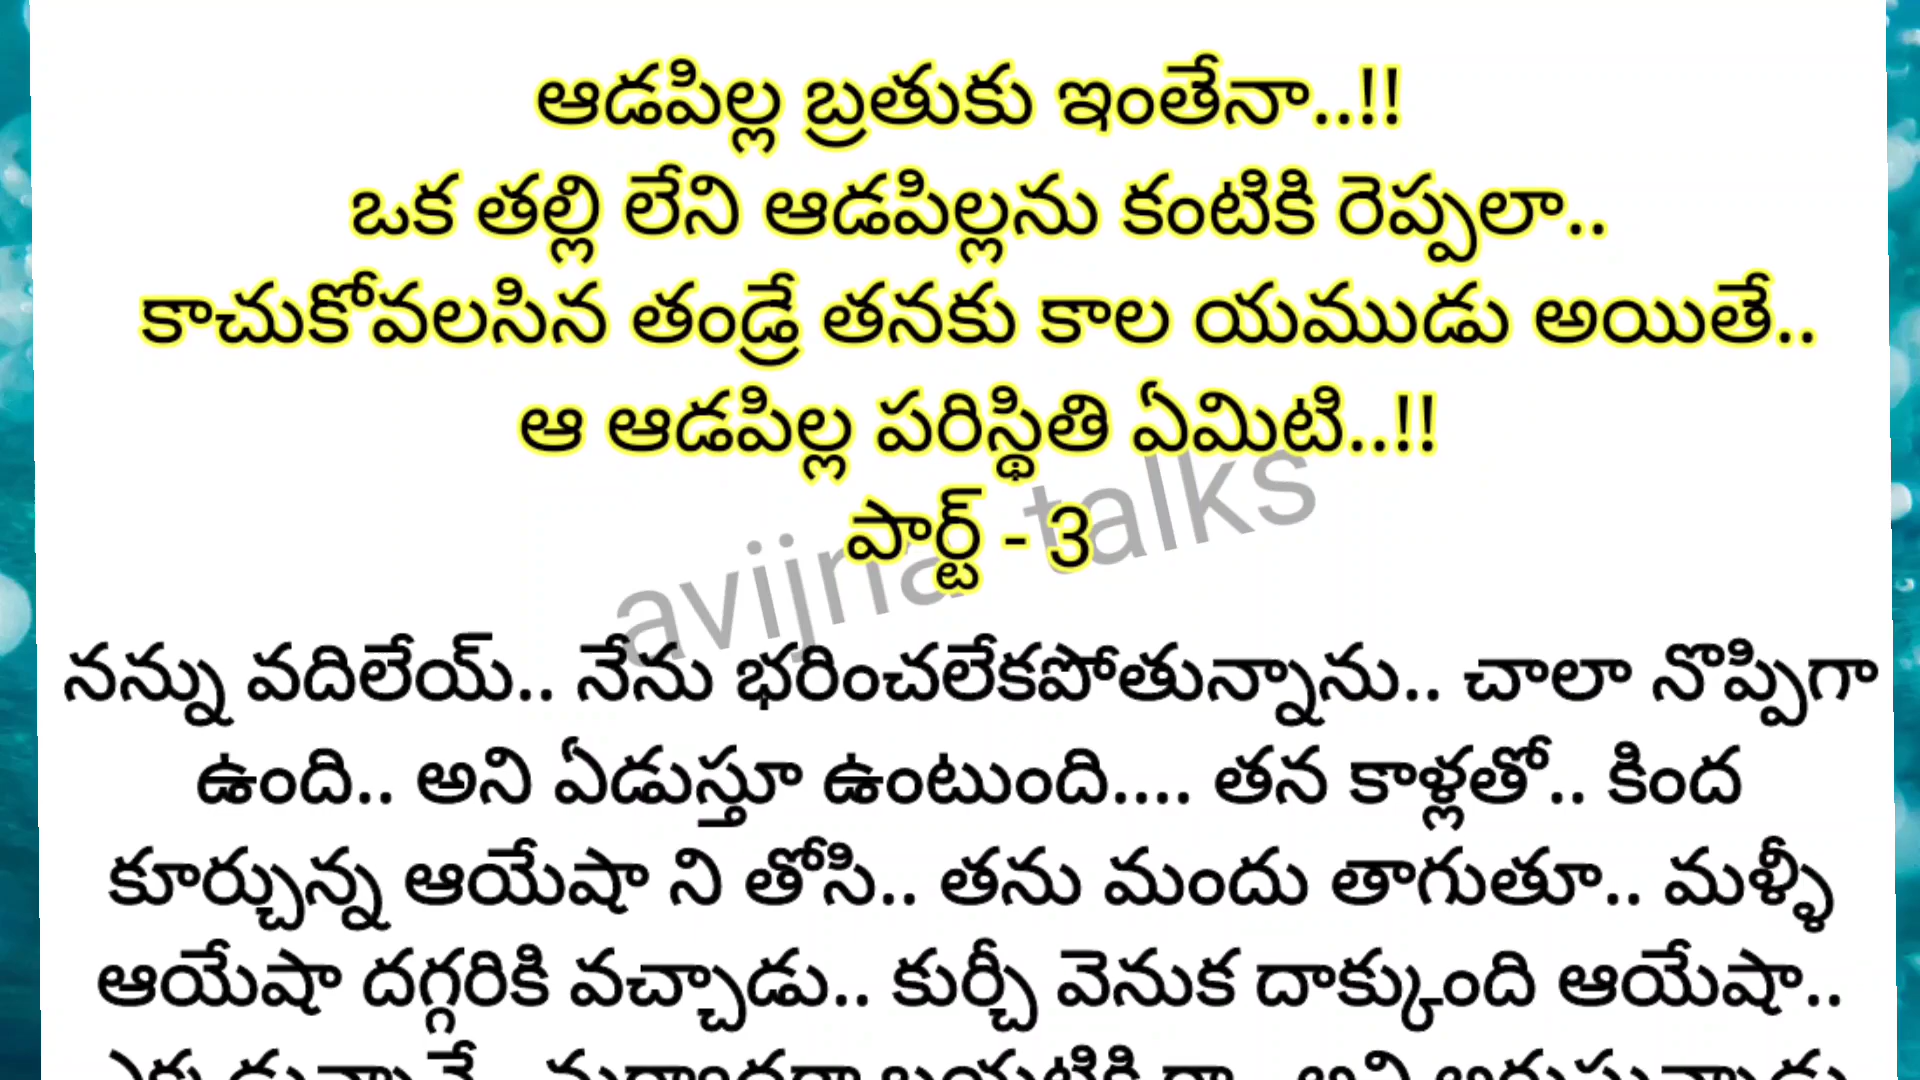 ఆడపిల్ల బ్రతుకు ఇంతేనా..!!
ఒక తల్లి లేని ఆడపిల్లను కంటికి రెప్పలా..
కాచుకోవలసిన తండ్రే తనకు కాల యముడు అయితే..
ఆ ఆడపిల్ల పరిస్థితి ఏమిటి..!!
పార్ట్ - 3
avijna talks
నన్ను వదిలేయ్.. నేను భరించలేకపోతున్నాను.. చాలా నొప్పిగా
ఉంది.. అని ఏడుస్తూ ఉంటుంది.... తన కాళ్లతో.. కింద
కూర్చున్న ఆయేషా ని తోసి.. తను మందు తాగుతూ.. మళ్ళీ
ఆయేషా దగ్గరికి వచ్చాడు.. కుర్చీ వెనుక దాక్కుంది ఆయేషా..